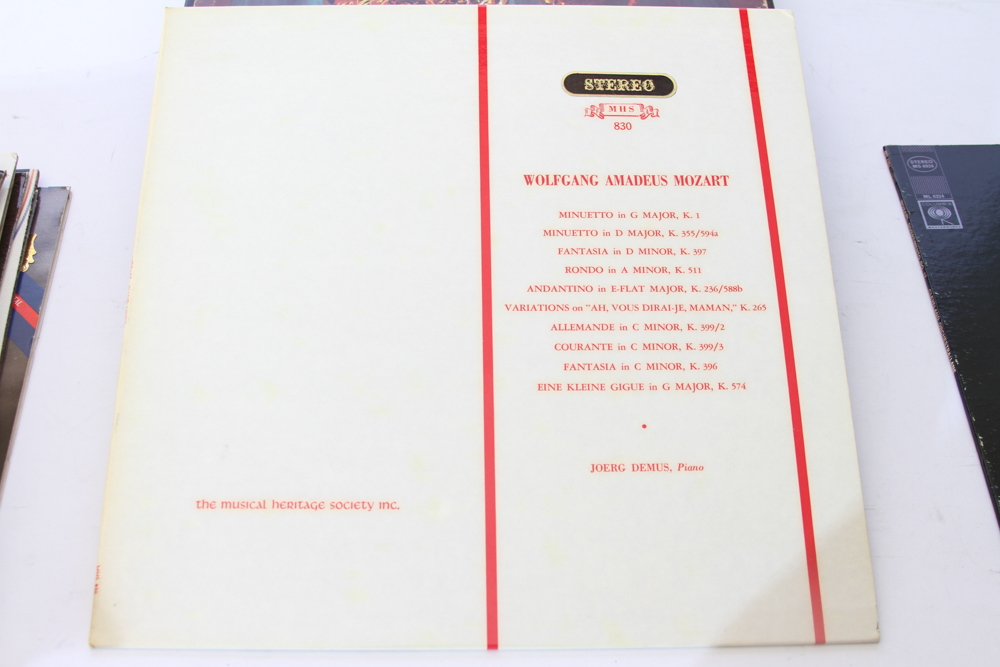 STEREO
MHS
830
WOLFGANG AMADEUS MOZART
MINUETTO in G MAJOR, K. 1
MINUETTO in D MAJOR, K. 355/594a
FANTASIA in D MINOR, K. 397
RONDO in A MINOR, K. 511
ANDANTINO in E-FLAT MAJOR, K. 236/588b
VARIATIONS on "AH, VOUS DIRAI-JE, MAMAN," K. 265
ALLEMANDE in C MINOR, K. 399/2
COURANTE in C MINOR, K. 399/3
FANTASIA in C MINOR, K. 396
EINE KLEINE GIGUE in G MAJOR, K. 574
JOERG DEMUS, Piano
the musical heritage society inc.
STEREO